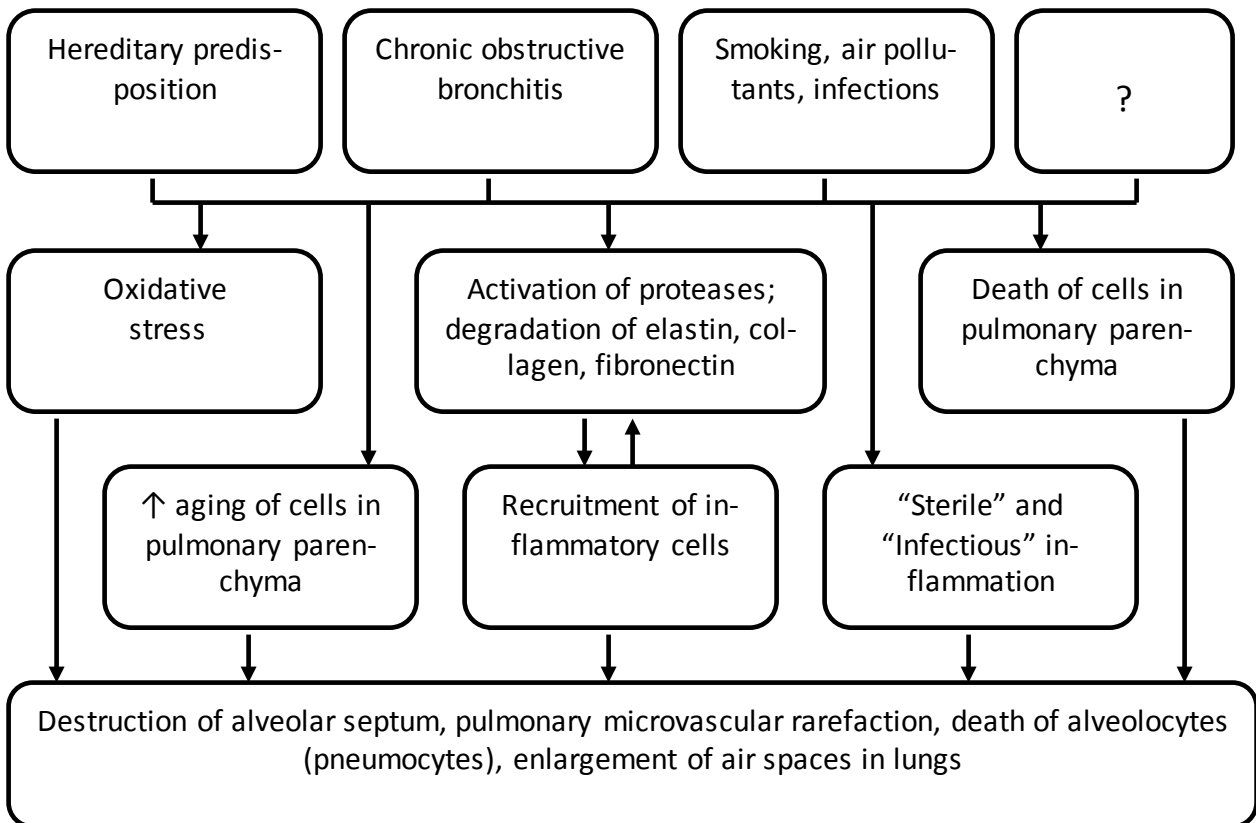 Hereditary predis-
position
Chronic obstructive
bronchitis
Smoking, air pollu-
tants, infections
?
Oxidative
stress
Activation of proteases;
degradation of elastin, col-
lagen, fibronectin
Death of cells in
pulmonary paren-
chyma
↑ aging of cells in
pulmonary paren-
chyma
Recruitment of in-
flammatory cells
“Sterile” and
“Infectious” in-
flammation
Destruction of alveolar septum, pulmonary microvascular rarefaction, death of alveolocytes
(pneumocytes), enlargement of air spaces in lungs